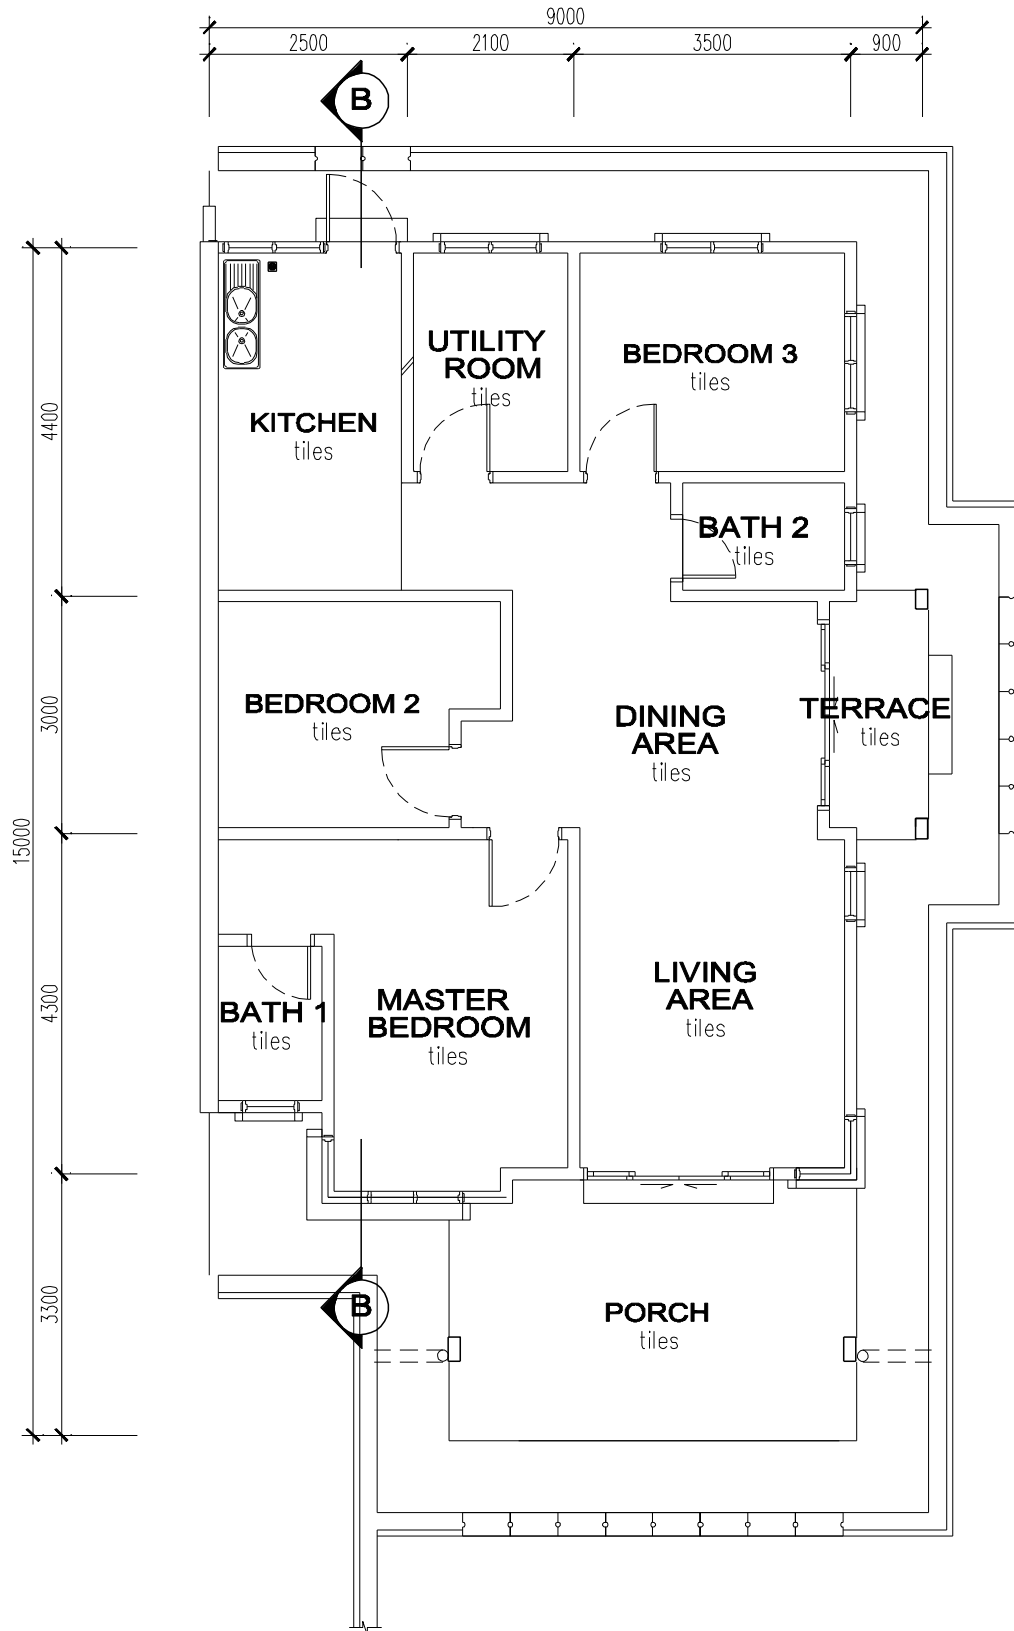 9000
2500
2100
3500
900
B
UTILITY
ROOM
tiles
BEDROOM 3
tiles
KITCHEN
tiles
4400
BATH 2
tiles
BEDROOM 2
tiles
DINING
AREA
tiles
TERRACE
tiles
3000
15000
LIVING
AREA
tiles
MASTER
BEDROOM
tiles
BATH 1
tiles
4300
PORCH
tiles
B
3300